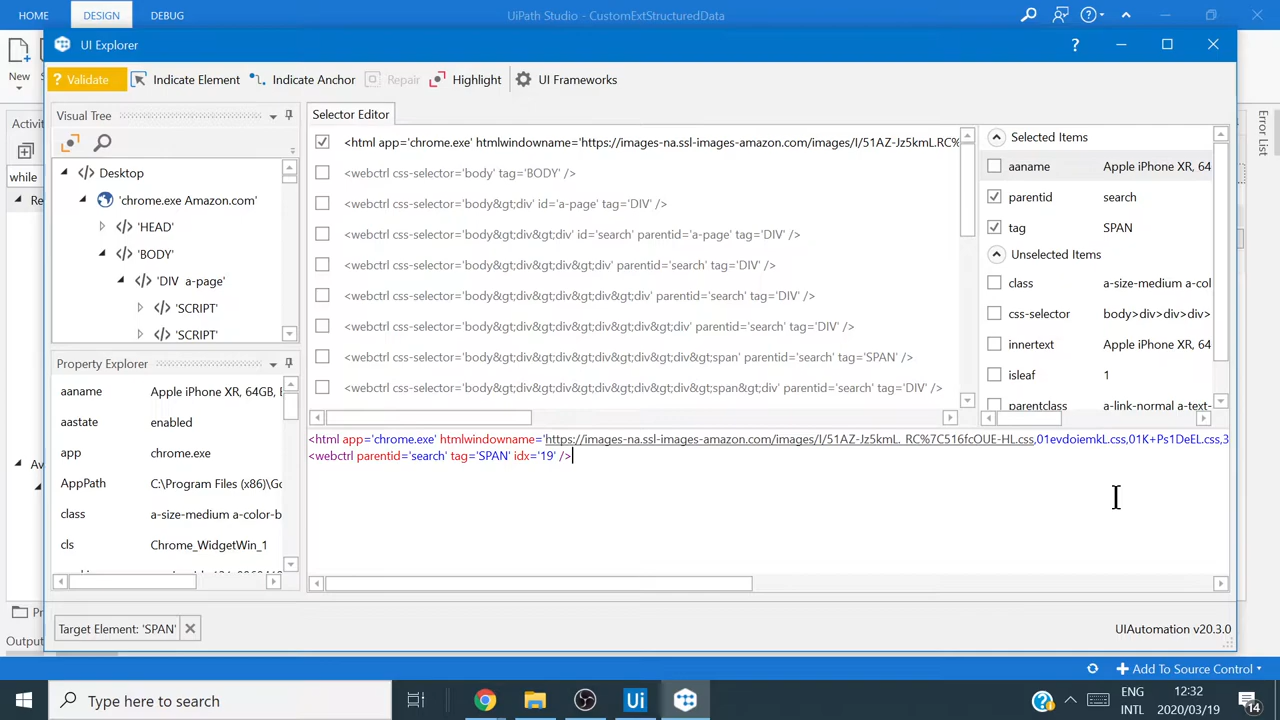 HOME DESIGN DEBUG UiPath Studio - CustomExtStructuredData
UI Explorer
New
? Validate Indicate Element Indicate Anchor Repair Highlight UI Frameworks
Activi
while
Re
Visual Tree
</> Desktop
'chrome.exe Amazon.com'
</> 'HEAD'
</> 'BODY'
</> 'DIV a-page'
</> 'SCRIPT'
</> 'SCRIPT'
Property Explorer
aaname Apple iPhone XR, 64GB, E
aastate enabled
app chrome.exe
AppPath C:\Program Files (x86)\Go
class a-size-medium a-color-b
cls Chrome_WidgetWin_1
Selector Editor
<html app='chrome.exe' htmlwindowname='https://images-na.ssl-images-amazon.com/images/I/51AZ-Jz5kmL.RC%
<webctrl css-selector='body' tag='BODY' />
<webctrl css-selector='body&gt;div' id='a-page' tag='DIV' />
<webctrl css-selector='body&gt;div&gt;div' id='search' parentid='a-page' tag='DIV' />
<webctrl css-selector='body&gt;div&gt;div&gt;div' parentid='search' tag='DIV' />
<webctrl css-selector='body&gt;div&gt;div&gt;div&gt;div' parentid='search' tag='DIV' />
<webctrl css-selector='body&gt;div&gt;div&gt;div&gt;div&gt;div' parentid='search' tag='DIV' />
<webctrl css-selector='body&gt;div&gt;div&gt;div&gt;div&gt;div&gt;span' parentid='search' tag='SPAN' />
<webctrl css-selector='body&gt;div&gt;div&gt;div&gt;div&gt;div&gt;span&gt;div' parentid='search' tag='DIV' />
Selected Items
aaname Apple iPhone XR, 64
parentid search
tag SPAN
Unselected Items
class a-size-medium a-col
css-selector body>div>div>div>
innertext Apple iPhone XR, 64
isleaf 1
parentclass a-link-normal a-text-
Error List
<html app='chrome.exe' htmlwindowname='https://images-na.ssl-images-amazon.com/images/I/51AZ-Jz5kmL._RC%7C516fcOUE-HL.css,01evdoiemkL.css,01K+Ps1DeEL.css,3
<webctrl parentid='search' tag='SPAN' idx='19' />
Pr
Outpu
Target Element: 'SPAN' UIAutomation v20.3.0
Add To Source Control
Type here to search
Ui
ENG
INTL
12:32
2020/03/19
14